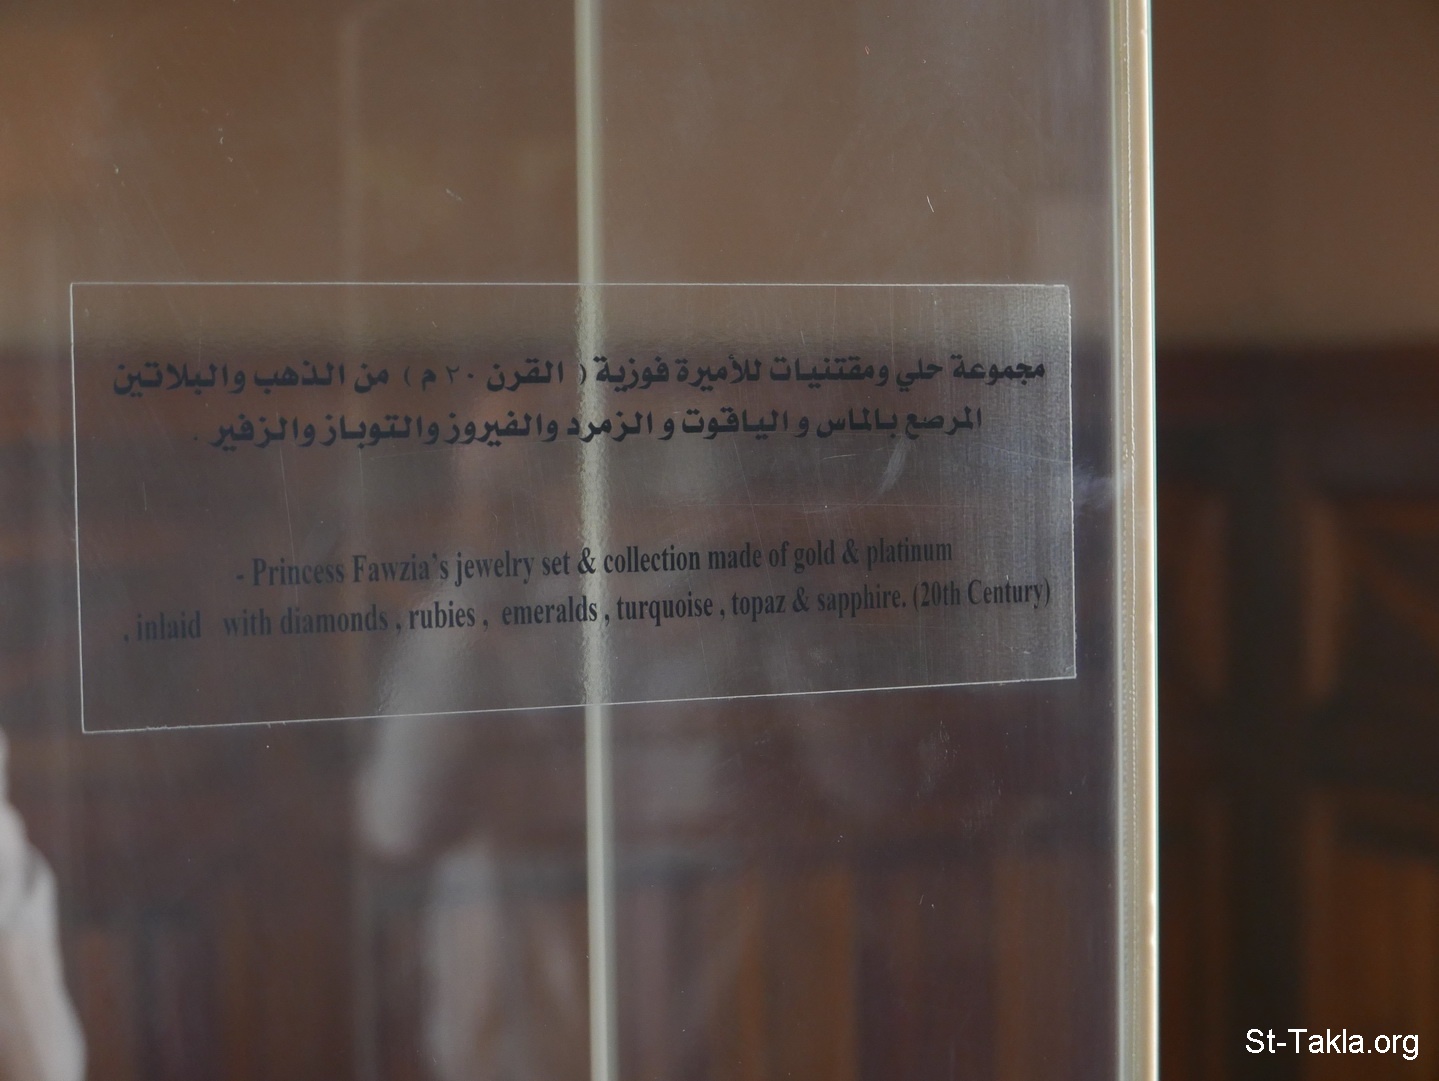 مجموعة حلي ومقتنيات للأميرة فوزية ( القرن ٢٠ م ) من الذهب والبلاتين
المرصع بالماس و الياقوت و الزمرد والفيروز والتوباز والزفير .
- Princess Fawzia's jewelry set & collection made of gold & platinum
, inlaid with diamonds , rubies , emeralds , turquoise , topaz & sapphire. (20th Century)
St-Takla.org